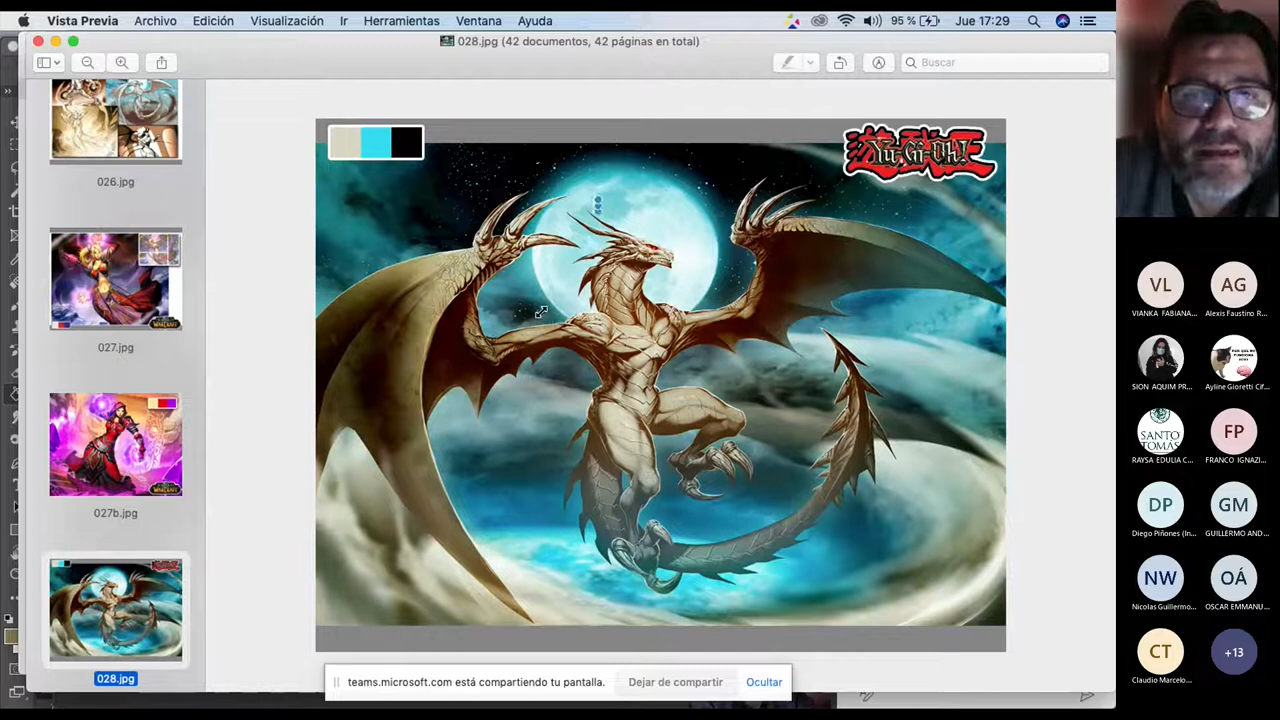 Vista Previa Archivo Edición Visualización Ir Herramientas Ventana Ayuda 95 % Jue 17:29
028.jpg (42 documentos, 42 páginas en total)
Buscar
026.jpg
027.jpg
027b.jpg
028.jpg
Yu-Gi-Oh!
teams.microsoft.com está compartiendo tu pantalla. Dejar de compartir Ocultar
VL AG
VIANKA FABIANA... Alexis Faustino R...
SION AQUIM PR... Ayline Gioretti Cif...
SANTO TOMÁS FP
RAYSA EDULIA C... FRANCO IGNAZI...
DP GM
Diego Piñones (In... GUILLERMO AND...
NW OÁ
Nicolas Guillermo... OSCAR EMMANU...
CT +13
Claudio Marcelo...